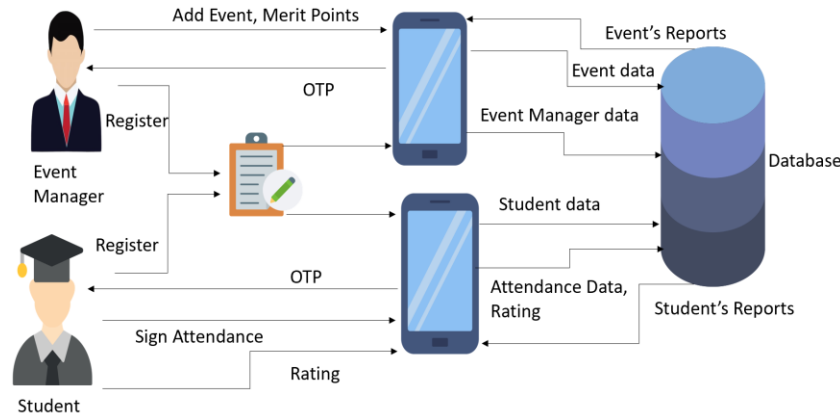 Add Event, Merit Points
Event's Reports
Event data
OTP
Register
Event Manager data
Event
Manager
Database
Student data
Register
OTP
Attendance Data,
Rating
Student's Reports
Sign Attendance
Rating
Student